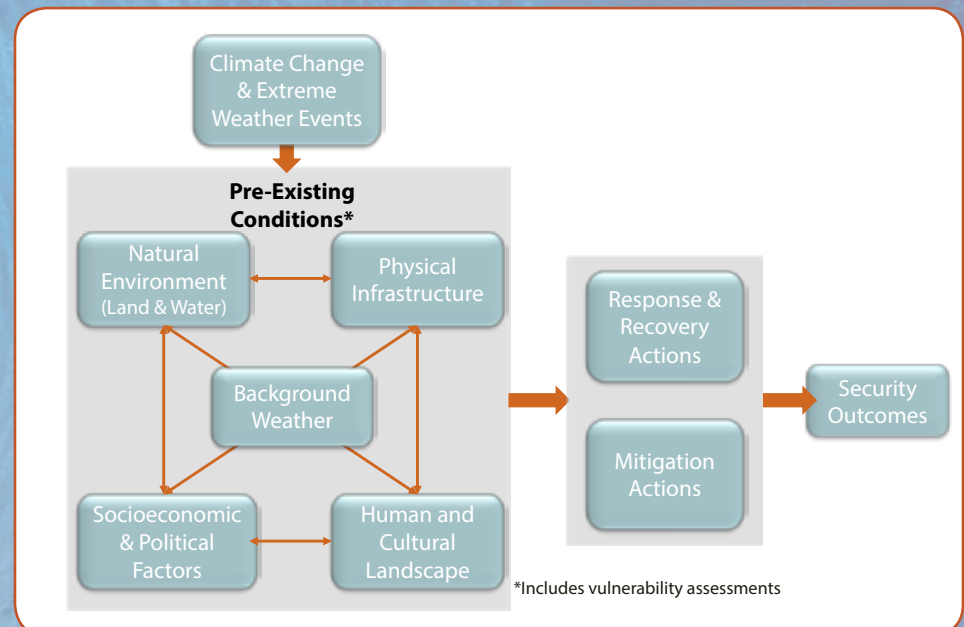 Climate Change
& Extreme
Weather Events
Pre-Existing
Conditions*
Natural
Environment
(Land & Water)
Physical
Infrastructure
Background
Weather
Socioeconomic
& Political
Factors
Human and
Cultural
Landscape
Response &
Recovery
Actions
Mitigation
Actions
Security
Outcomes
*Includes vulnerability assessments